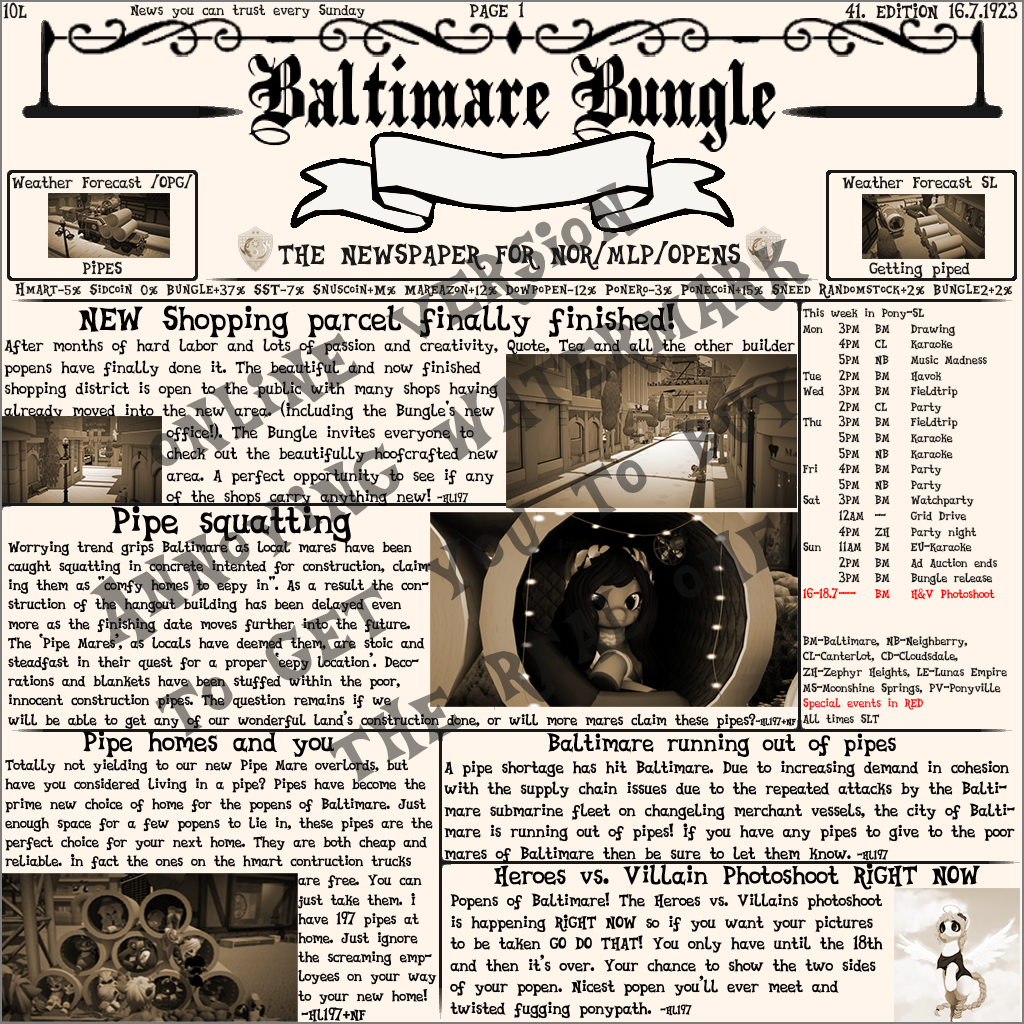 10L
News you can trust every Sunday
PAGE 1
41. EDITION 16.7.1923
Baltimare Bungle
Weather Forecast /OPG/
PIPES
Weather Forecast SL
Getting piped
THE NEWSPAPER FOR NOR/MLP/OPENS
HMART-5% SIDCOIN 0% BUNGLE+37% SST-7% SNUSCOIN+M% MAREAZON+12% DOWPOPEN-12% PONERO-3% PONECOIN+15% SNEED RANDOMSTOCK+2% BUNGLE2+2%
NEW Shopping parcel finally finished!
After months of hard labor and lots of passion and creativity, Quote, Tea and all the other builder
popens have finally done it. The beautiful and now finished
shopping district is open to the public with many shops having
already moved into the new area. (Including the Bungle's new
office!). The Bungle invites everyone to
check out the beautifully hoofcrafted new
area. A perfect opportunity to see if any
of the shops carry anything new! -HL197
Pipe squatting
Worrying trend grips Baltimare as local mares have been
caught squatting in concrete intented for construction, claim
ing them as "comfy homes to eepy in". As a result the con-
struction of the hangout building has been delayed even
more as the finishing date moves further into the future.
The 'Pipe Mares', as locals have deemed them, are stoic and
steadfast in their quest for a proper 'eepy location'. Deco-
rations and blankets have been stuffed within the poor,
innocent construction pipes. The question remains if we
will be able to get any of our wonderful land's construction done, or will more mares claim these pipes?-HL197+NF
This week in Pony-SL
Mon 3PM BM Drawing
4PM CL Karaoke
5PM NB Music Madness
Tue 2PM BM Havok
Wed 3PM BM Fieldtrip
2PM CL Party
Thu 3PM BM Fieldtrip
5PM BM Karaoke
5PM NB Karaoke
Fri 4PM BM Party
5PM NB Party
Sat 3PM BM Watchparty
12AM — Grid Drive
4PM ZH Party night
Sun 11AM BM EU-Karaoke
2PM BM Ad Auction ends
3PM BM Bungle release
16-18.7---- BM H&V Photoshoot
BM-Baltimare, NB-Neighberry,
CL-Canterlot, CD-Cloudsdale,
ZH-Zephyr Heights, LE-Lunas Empire
MS-Moonshine Springs, PV-Ponyville
Special events in RED
All times SLT
Pipe homes and you
Totally not yielding to our new Pipe Mare overlords, but
have you considered living in a pipe? Pipes have become the
prime new choice of home for the popens of Baltimare. Just
enough space for a few popens to lie in, these pipes are the
perfect choice for your next home. They are both cheap and
reliable. In fact the ones on the hmart contruction trucks
are free. You can
just take them. I
have 197 pipes at
home. Just ignore
the screaming emp-
loyees on your way
to your new home!
-HL197+NF
Baltimare running out of pipes
A pipe shortage has hit Baltimare. Due to increasing demand in cohesion
with the supply chain issues due to the repeated attacks by the Balti-
mare submarine fleet on changeling merchant vessels, the city of Balti-
mare is running out of pipes! If you have any pipes to give to the poor
mares of Baltimare then be sure to let them know. -HL197
Heroes vs. Villain Photoshoot RIGHT NOW
Popens of Baltimare! The Heroes vs. Villains photoshoot
is happening RIGHT NOW so if you want your pictures
to be taken GO DO THAT! You only have until the 18th
and then it's over. Your chance to show the two sides
of your popen. Nicest popen you'll ever meet and
twisted fugging ponypath. -HL197
ONLINE VERSION
ANNOYING WATERMARK
TO GET YOU TO BUY
THE REAL ONE